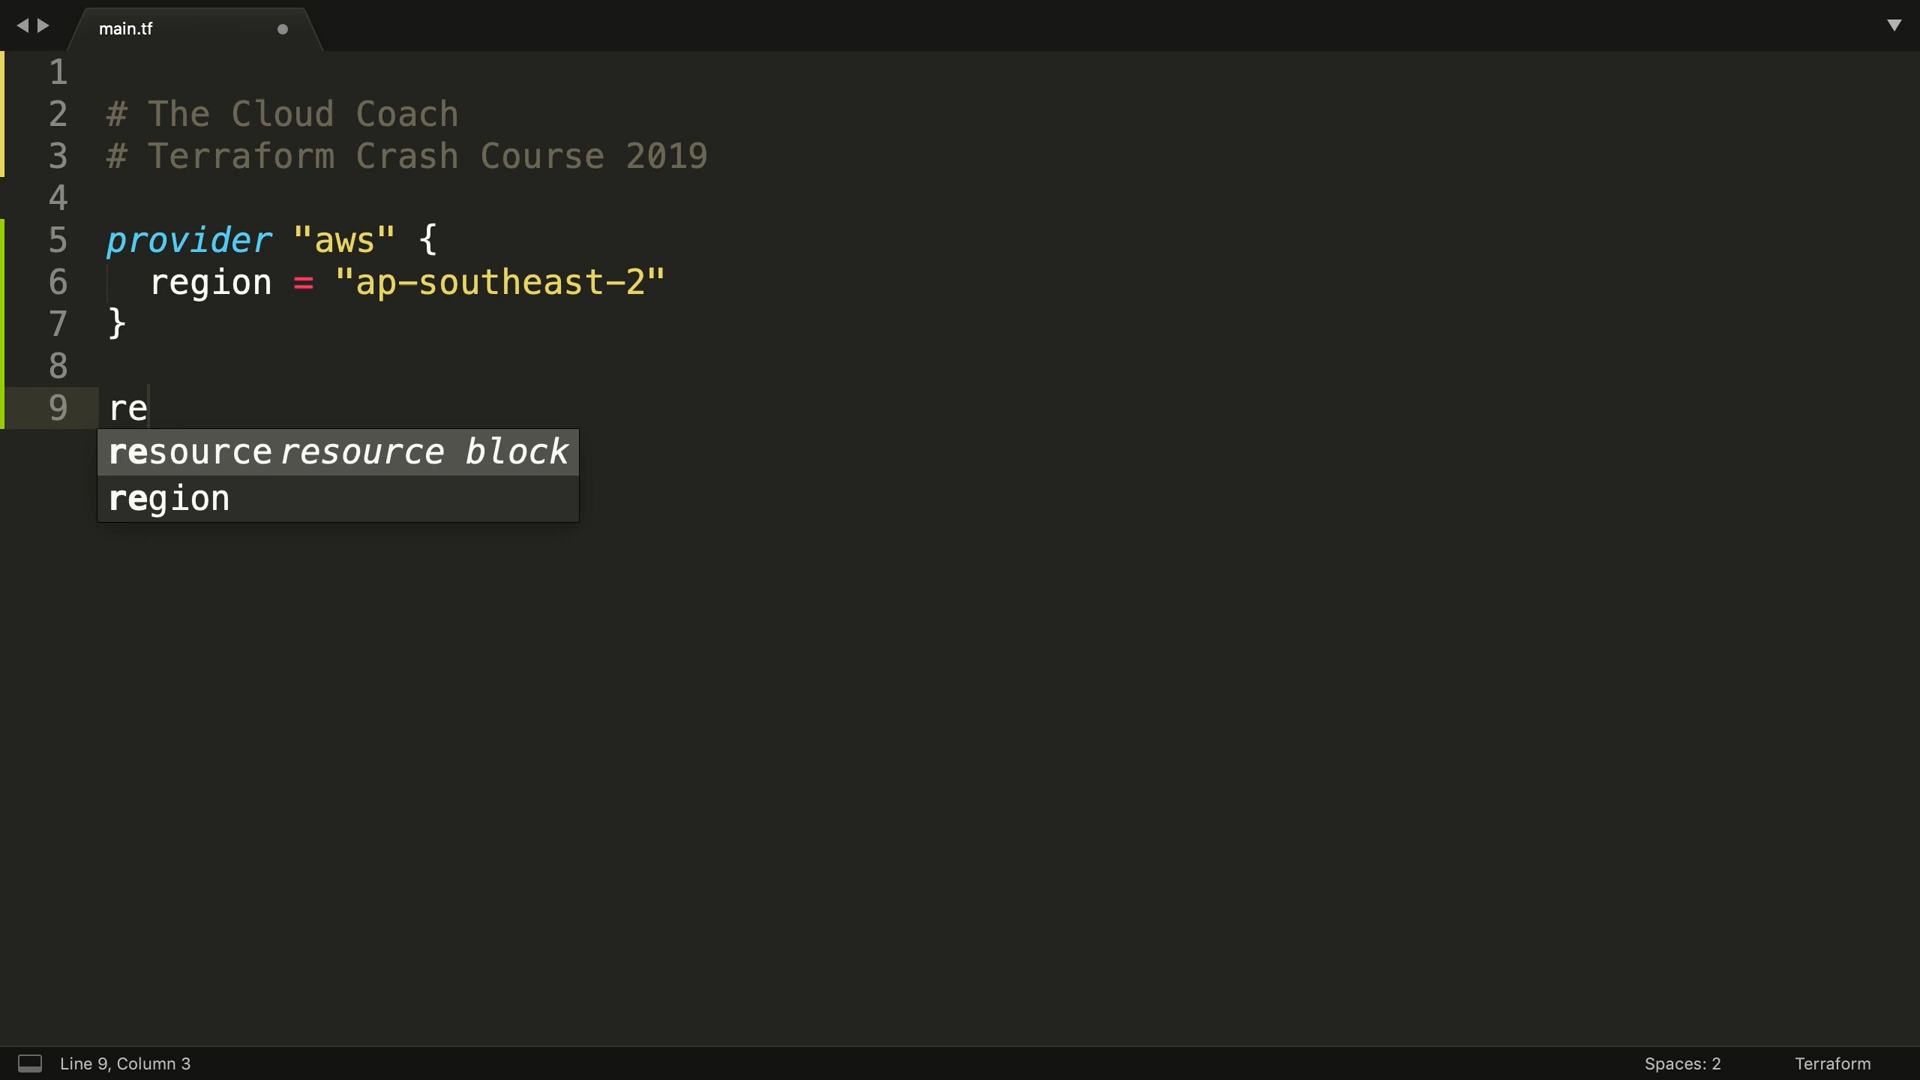 main.tf
1
2 # The Cloud Coach
3 # Terraform Crash Course 2019
4
5 provider "aws" {
6 region = "ap-southeast-2"
7 }
8
9 re
resource resource block
region
Line 9, Column 3 Spaces: 2 Terraform